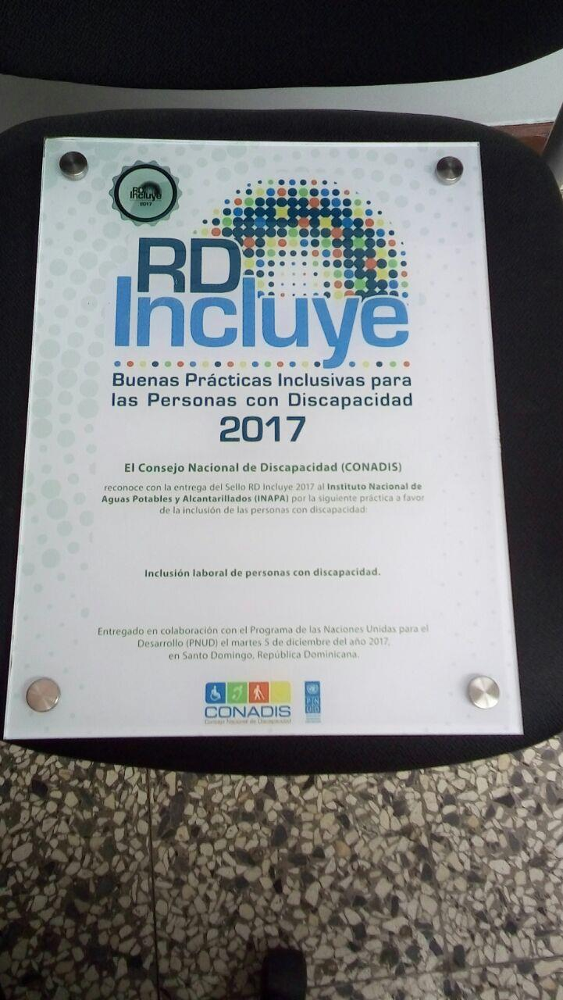 RD
Incluye
2017
RD
Incluye
Buenas Prácticas Inclusivas para
las Personas con Discapacidad
2017
El Consejo Nacional de Discapacidad (CONADIS)
reconoce con la entrega del Sello RD Incluye 2017 al Instituto Nacional de
Aguas Potables y Alcantarillados (INAPA) por la siguiente práctica a favor
de la inclusión de las personas con discapacidad:
Inclusión laboral de personas con discapacidad.
Entregado en colaboración con el Programa de las Naciones Unidas para el
Desarrollo (PNUD) el martes 5 de diciembre del año 2017,
en Santo Domingo, República Dominicana.
CONADIS
Consejo Nacional de Discapacidad
PN
UD